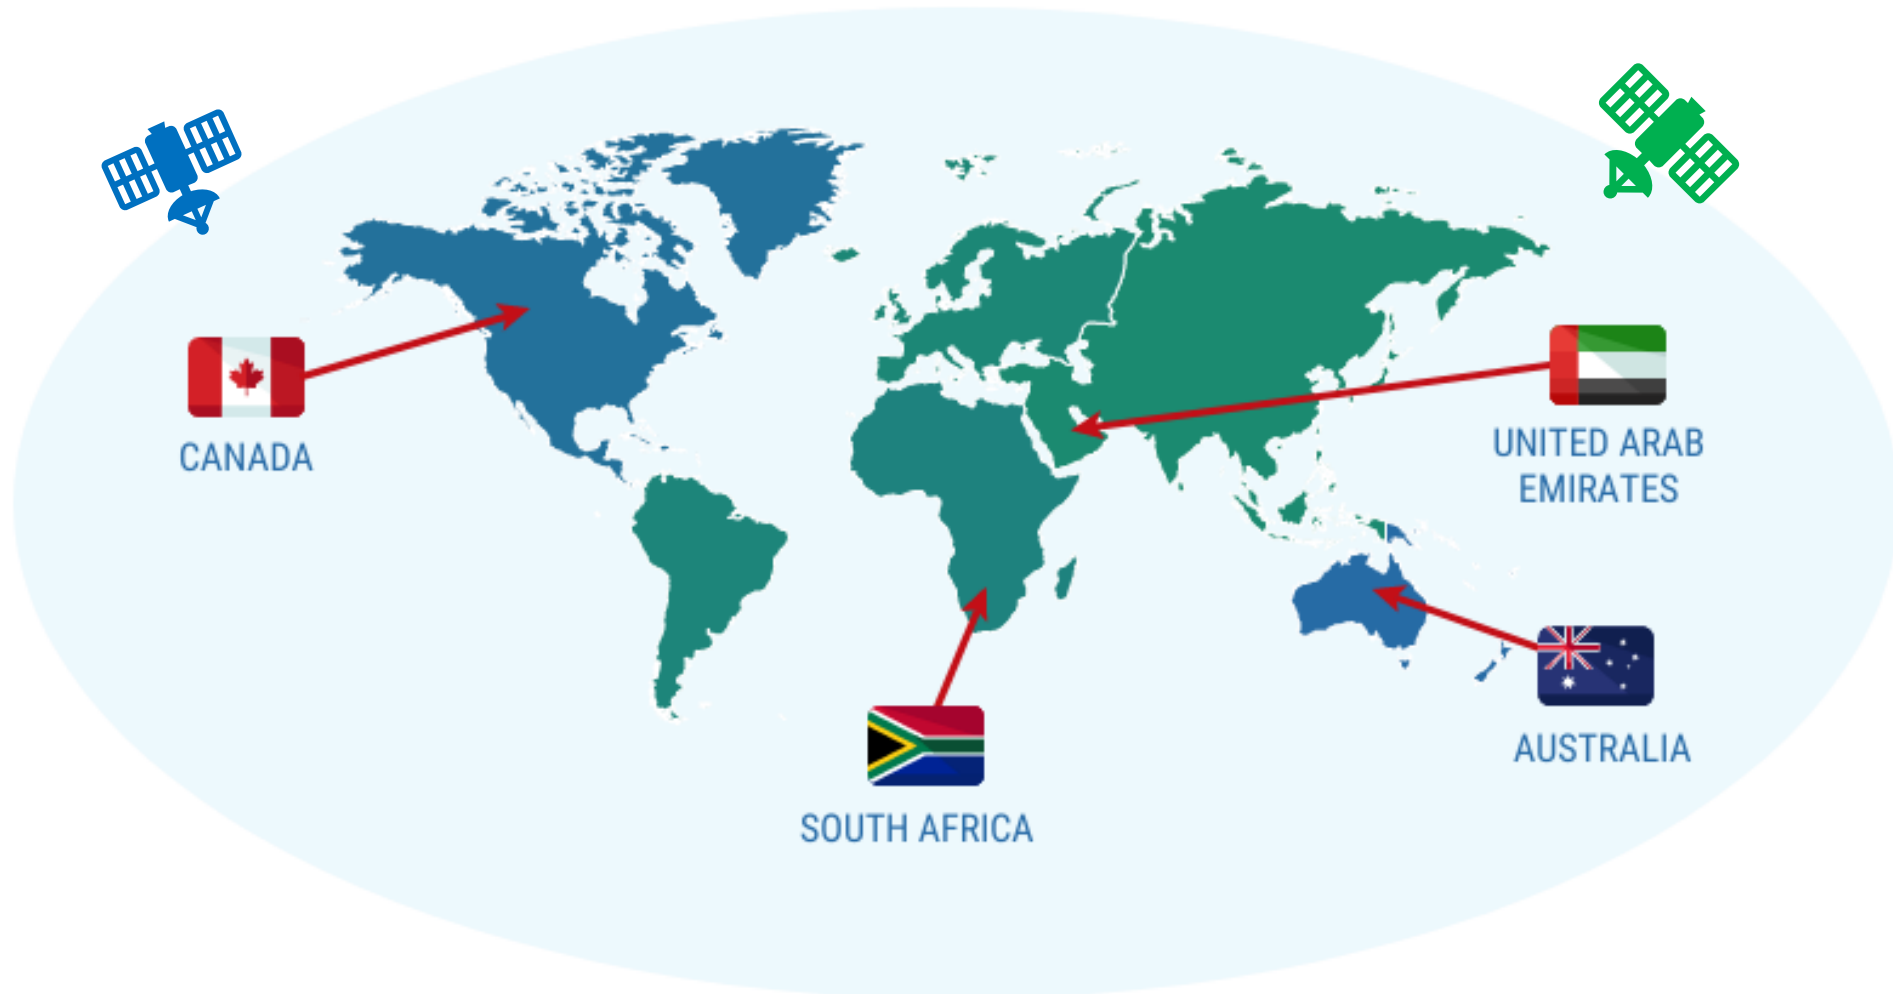 CANADA
UNITED ARAB
EMIRATES
AUSTRALIA
SOUTH AFRICA